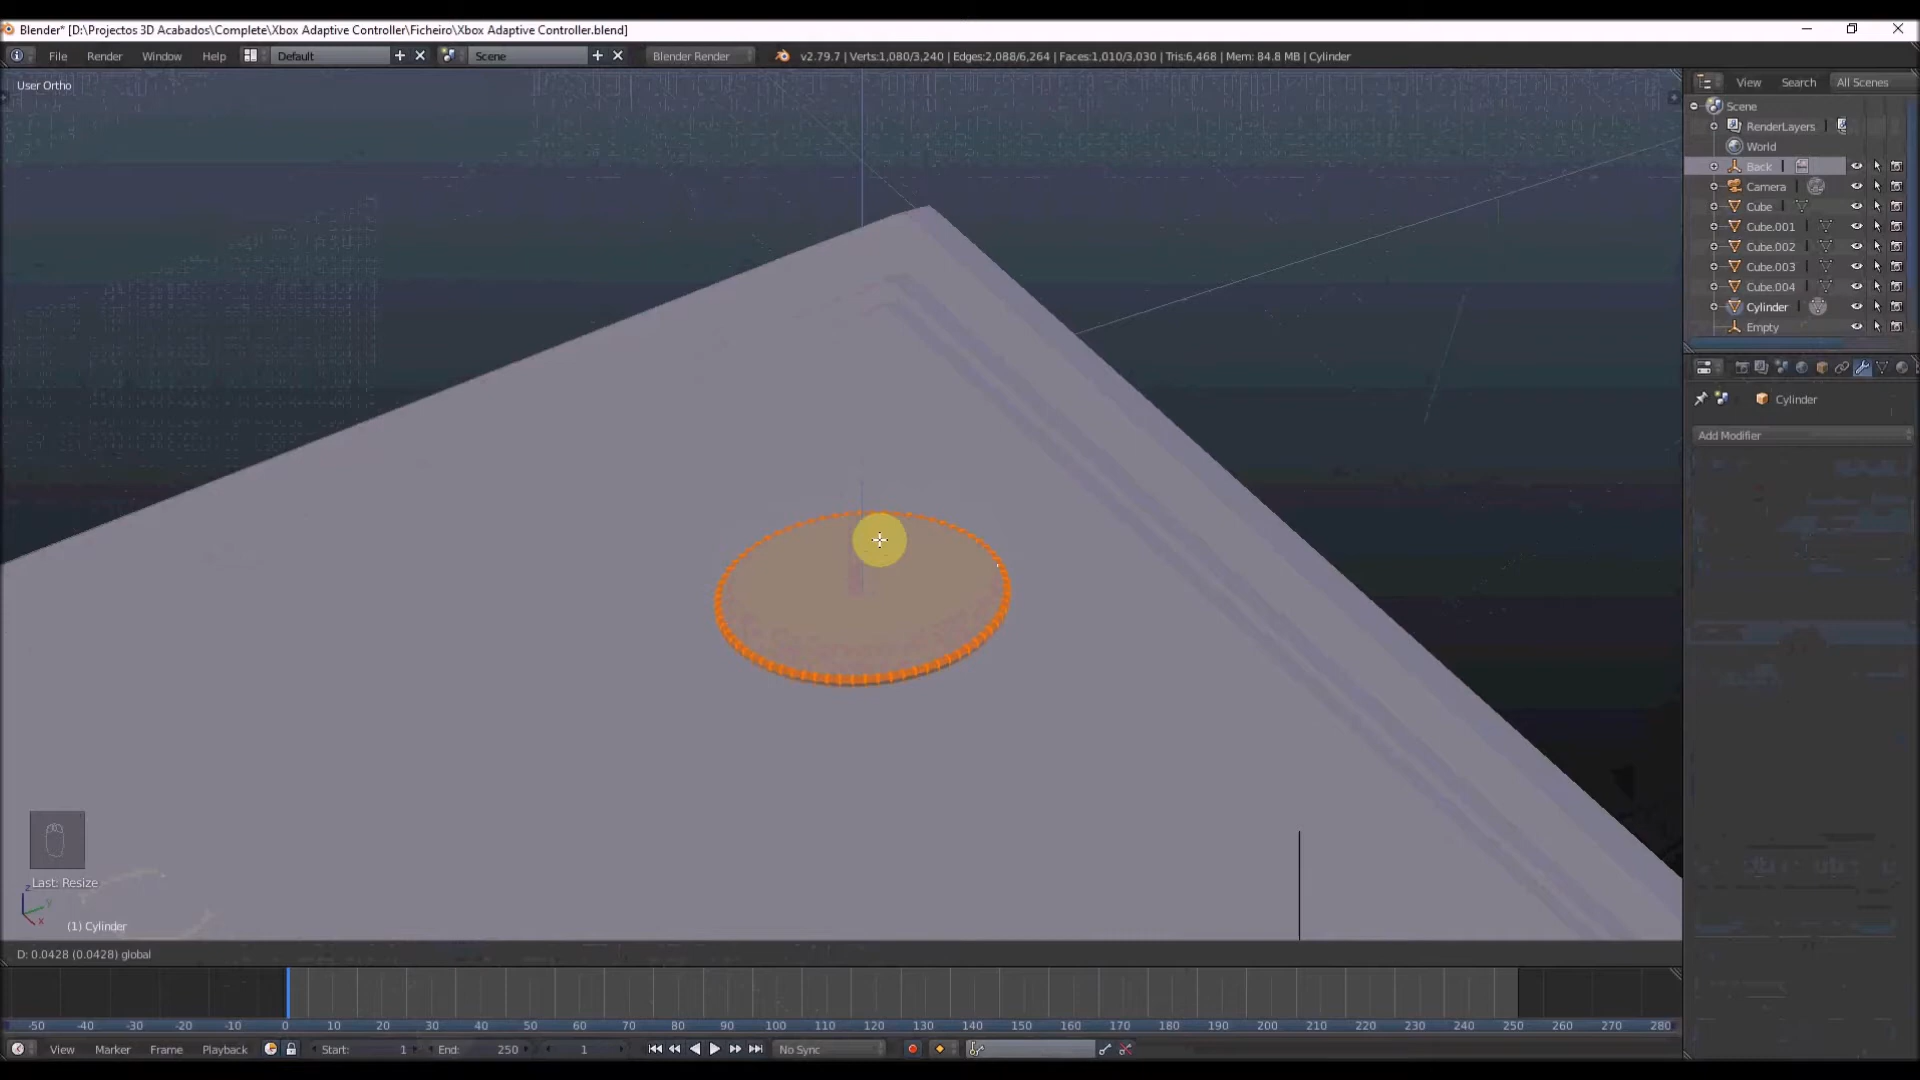 Blender* [D:\Projectos 3D Acabados\Complete\Xbox Adaptive Controller\Ficheiro\Xbox Adaptive Controller.blend]
File Render Window Help Default Scene Blender Render v2.79.7 | Verts:1,080/3,240 | Edges:2,088/6,264 | Faces:1,010/3,030 | Tris:6,468 | Mem: 84.8 MB | Cylinder
User Ortho
View Search All Scenes
Scene
RenderLayers
World
Back
Camera
Cube
Cube.001
Cube.002
Cube.003
Cube.004
Cylinder
Empty
Cylinder
Add Modifier
Last: Resize
z
y
x
(1) Cylinder
D: 0.0428 (0.0428) global
-50 -40 -30 -20 -10 0 10 20 30 40 50 60 70 80 90 100 110 120 130 140 150 160 170 180 190 200 210 220 230 240 250 260 270 280
View Marker Frame Playback Start: 1 End: 250 1 No Sync